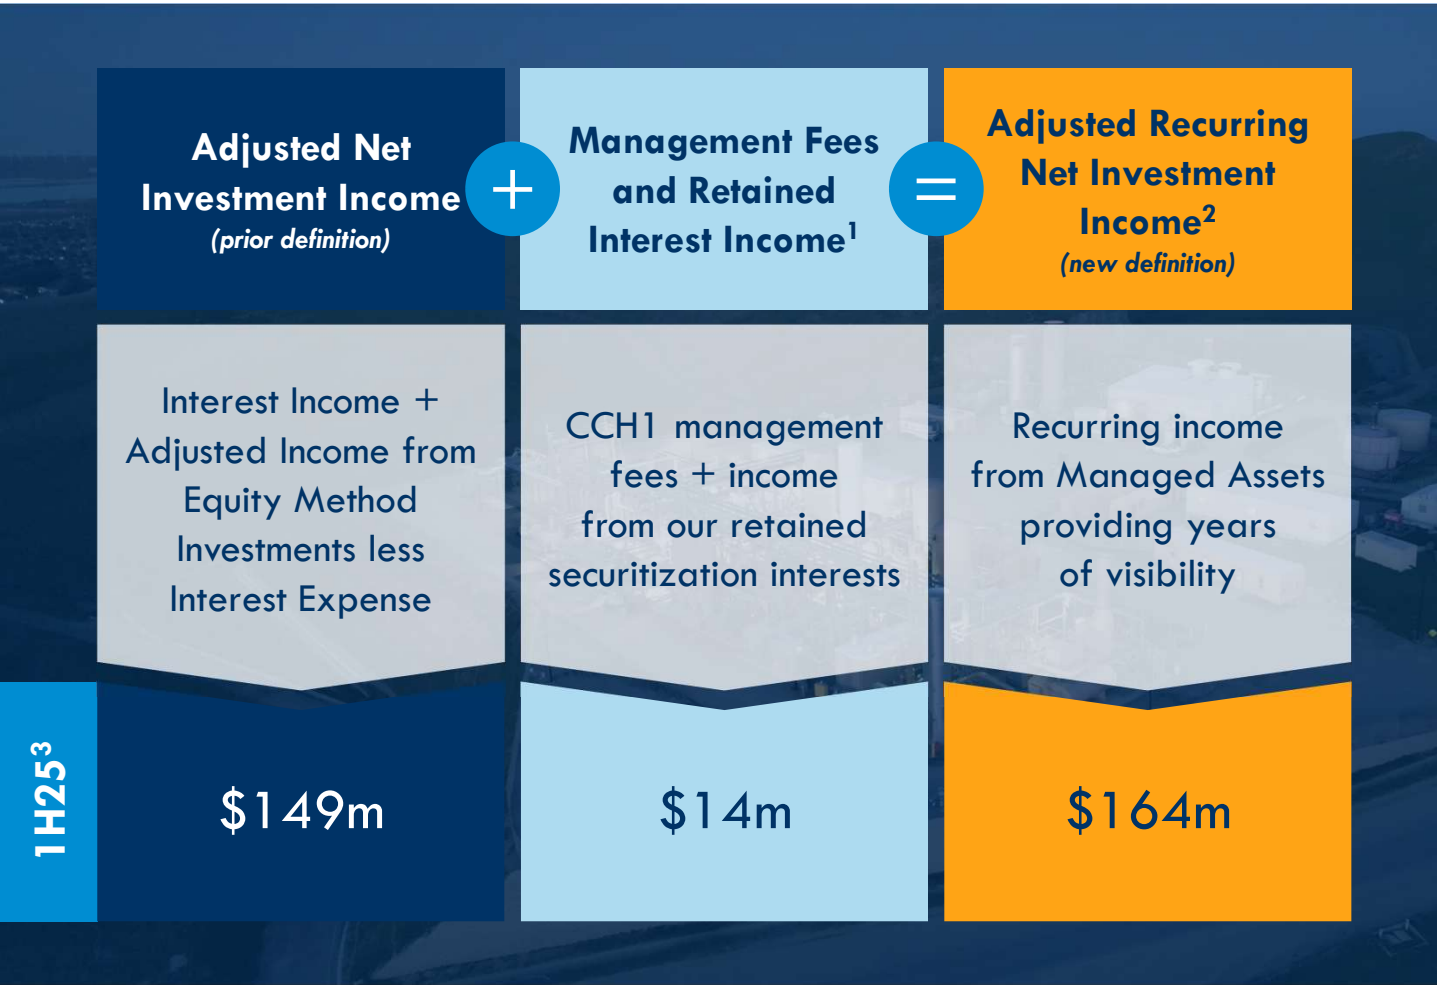 Adjusted Net
Investment Income
(prior definition)
+
Management Fees
and Retained
Interest Income¹
=
Adjusted Recurring
Net Investment
Income²
(new definition)
Interest Income +
Adjusted Income from
Equity Method
Investments less
Interest Expense
CCH1 management
fees + income
from our retained
securitization interests
Recurring income
from Managed Assets
providing years
of visibility
1H25³
$149m
$14m
$164m